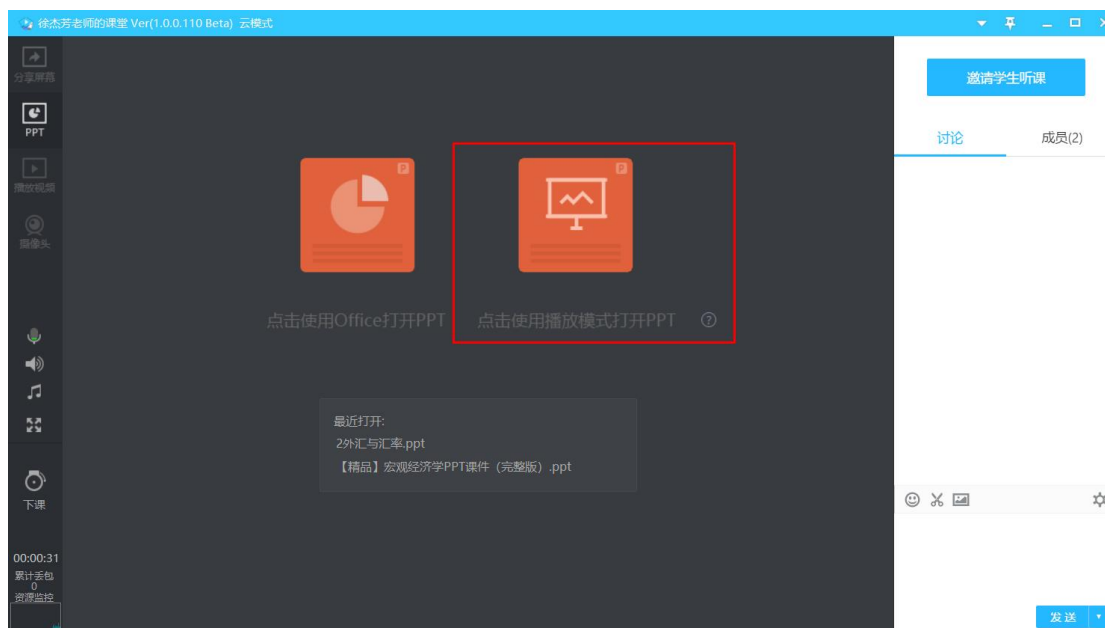 徐杰芳老师的课堂 Ver(1.0.0.110 Beta) 云模式
分享屏幕
PPT
播放视频
摄像头
下课
00:00:31
累计丢包
0
资源监控
P
P
点击使用Office打开PPT
点击使用播放模式打开PPT ?
最近打开:
2外汇与汇率.ppt
【精品】宏观经济学PPT课件（完整版）.ppt
邀请学生听课
讨论
成员(2)
发送